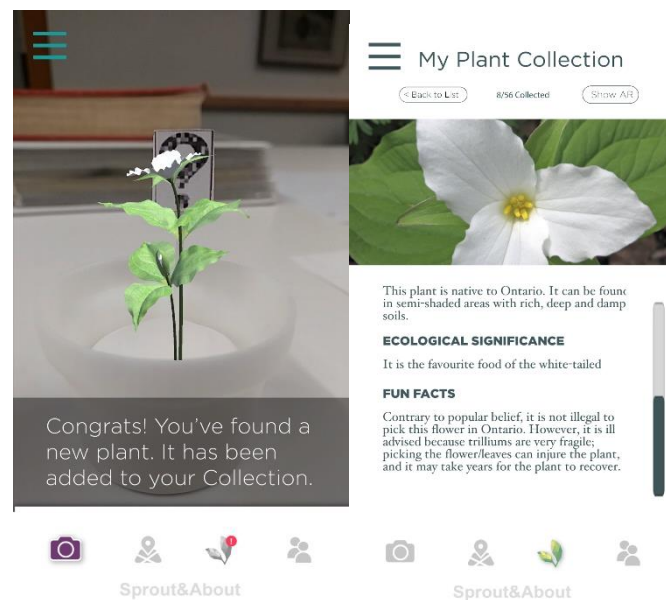 Congrats! You've found a
new plant. It has been
added to your Collection.
1
Sprout&About
My Plant Collection
< Back to List
8/56 Collected
Show AR
This plant is native to Ontario. It can be found
in semi-shaded areas with rich, deep and damp
soils.
ECOLOGICAL SIGNIFICANCE
It is the favourite food of the white-tailed
FUN FACTS
Contrary to popular belief, it is not illegal to
pick this flower in Ontario. However, it is ill
advised because trilliums are very fragile;
picking the flower/leaves can injure the plant,
and it may take years for the plant to recover.
Sprout&About